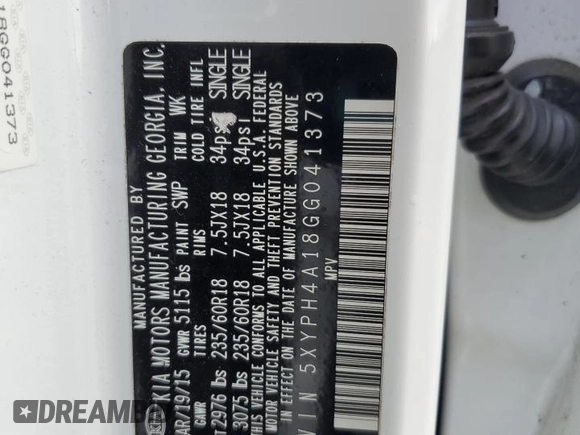 MANUFACTURED BY
KIA MOTORS MANUFACTURING GEORGIA, INC.
MAR/19/'15 GVWR 5115 lbs PAINT SWP TRIM WK
GAWR TIRES RIMS COLD TIRE INFL
2976 lbs 235/60R18 7.5JX18 34psi SINGLE
3075 lbs 235/60R18 7.5JX18 34psi SINGLE
THIS VEHICLE CONFORMS TO ALL APPLICABLE U.S.A. FEDERAL
MOTOR VEHICLE SAFETY AND THEFT PREVENTION STANDARDS
IN EFFECT ON THE DATE OF MANUFACTURE SHOWN ABOVE
VIN 5XYPH4A18GG041373
MPV
18GG041373